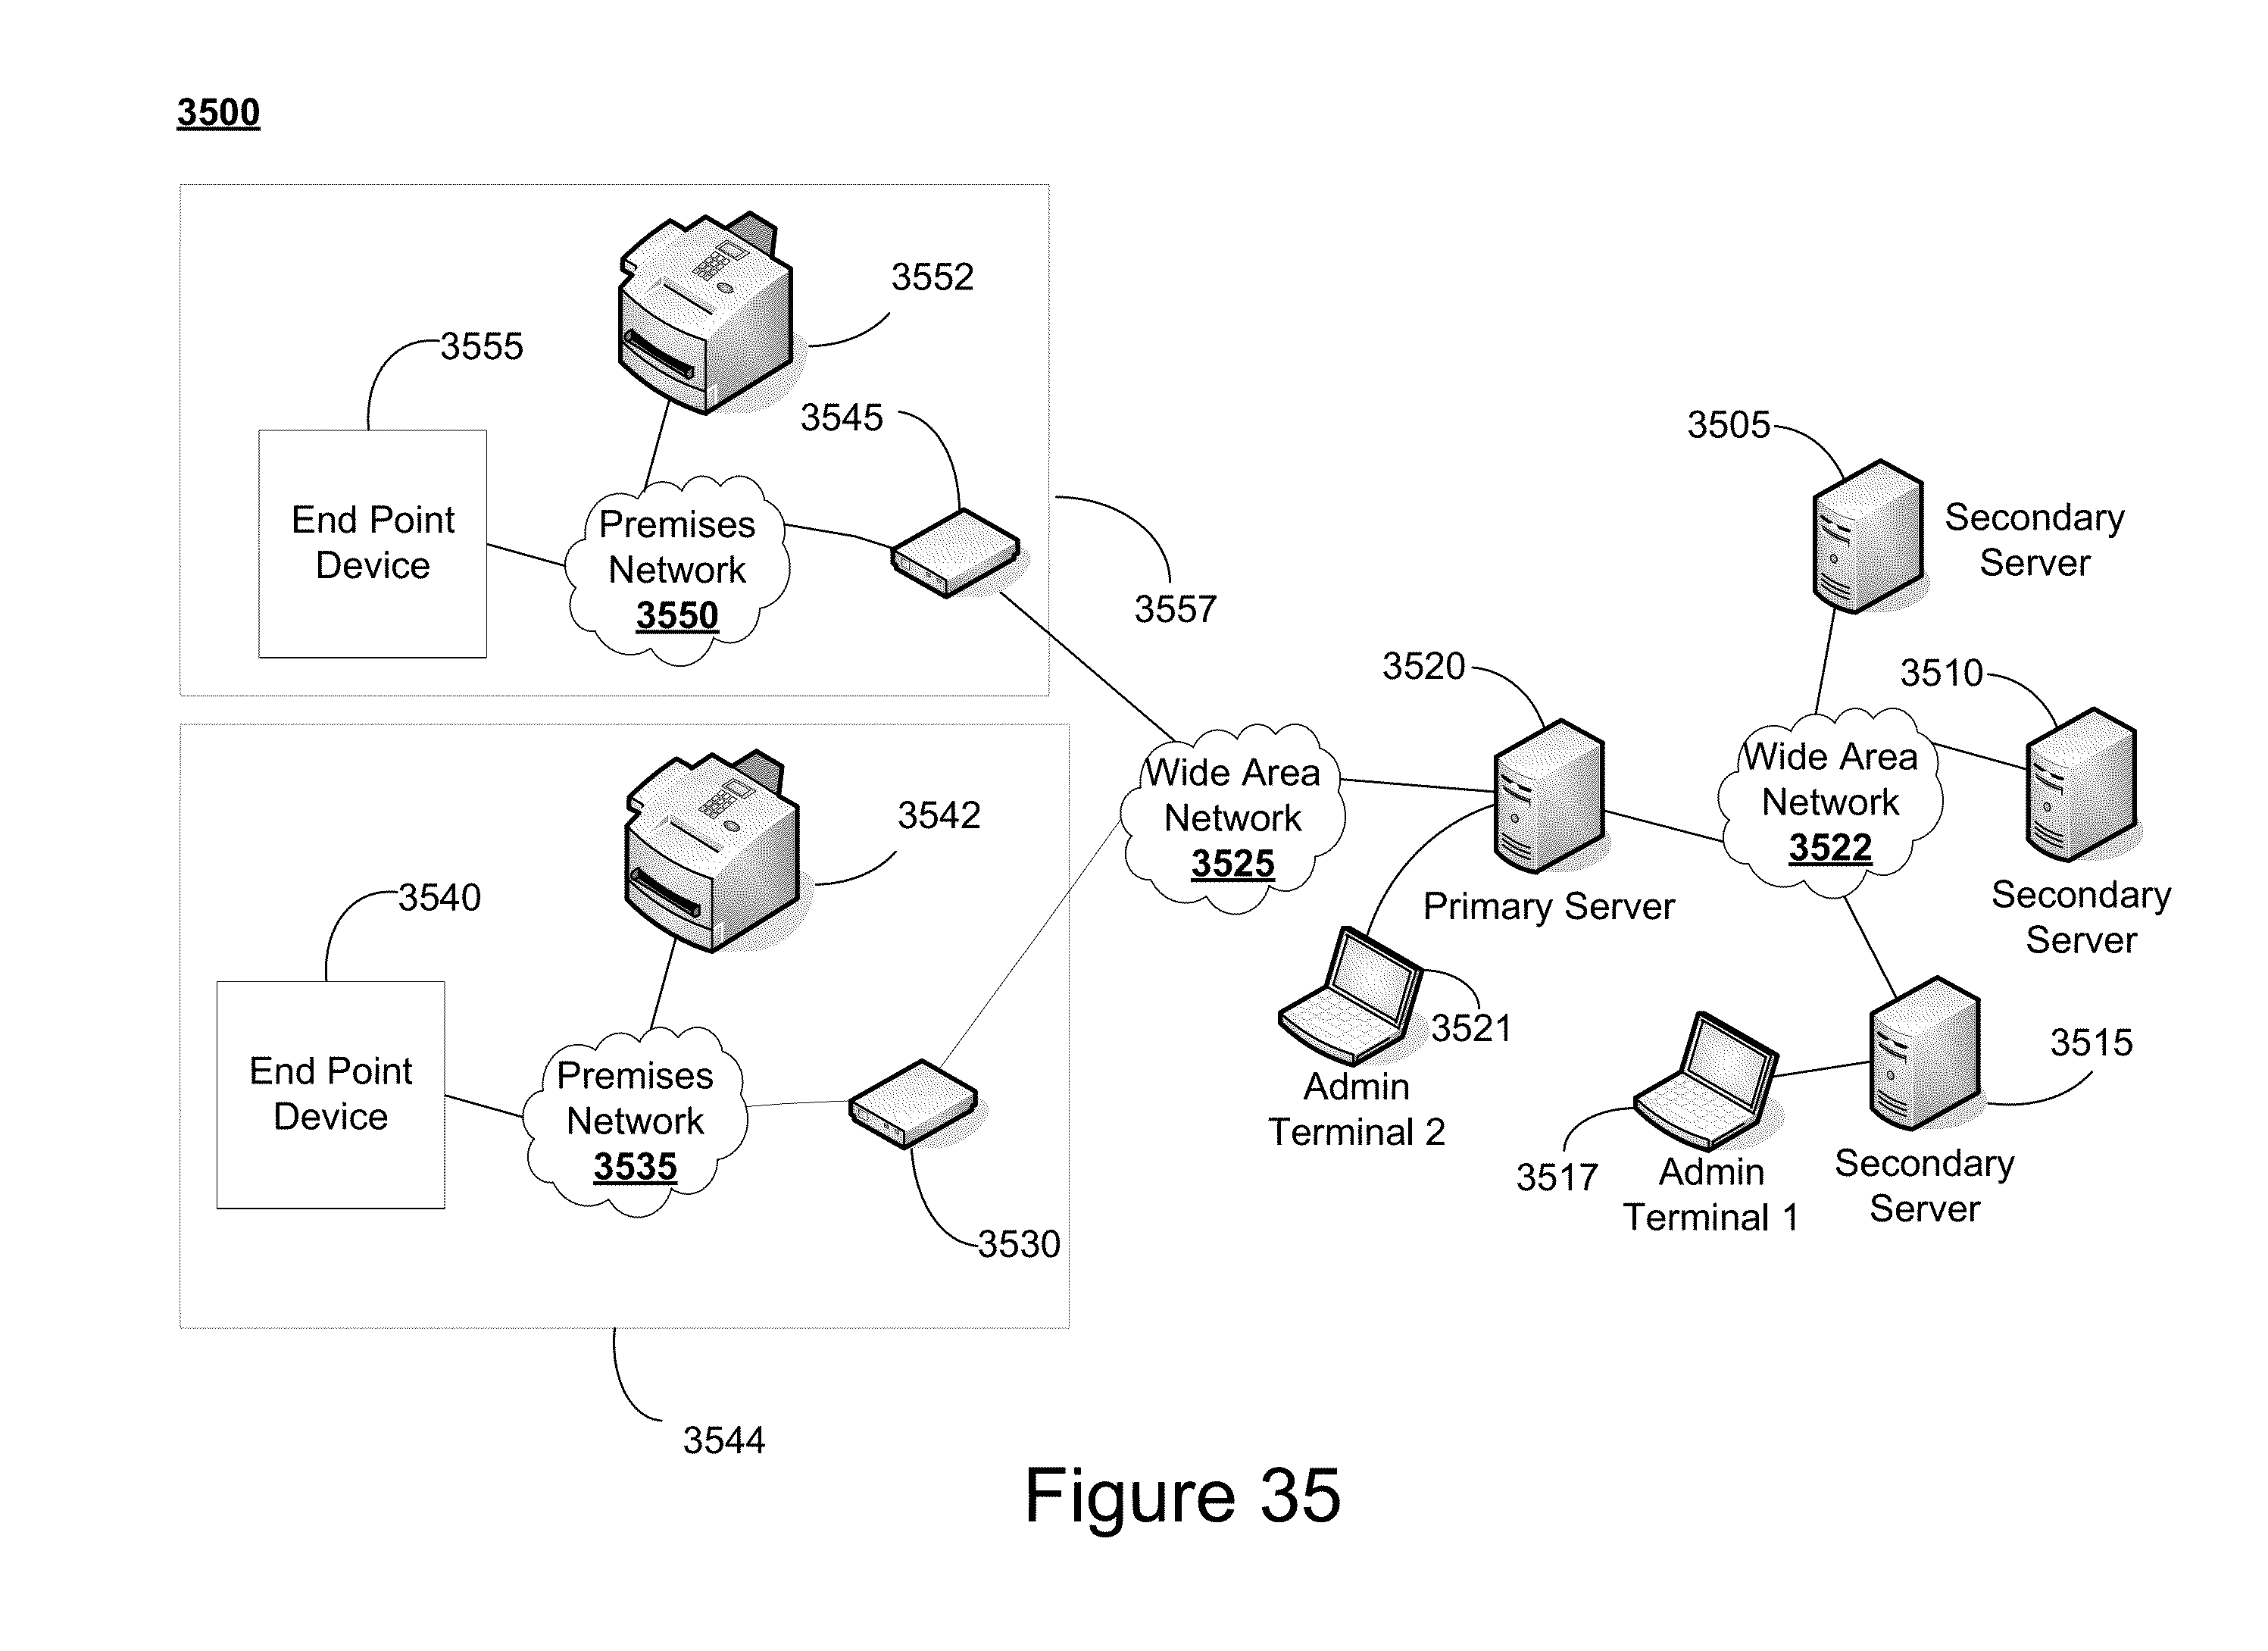 3500
3552
3555
3545
End Point
Device
Premises
Network
3550
3557
3505
Secondary
Server
3520
3510
Wide Area
Network
3525
Primary Server
Wide Area
Network
3522
Secondary
Server
3542
3540
End Point
Device
Premises
Network
3535
3530
3521
Admin
Terminal 2
3515
3517
Admin
Terminal 1
Secondary
Server
3544
Figure 35